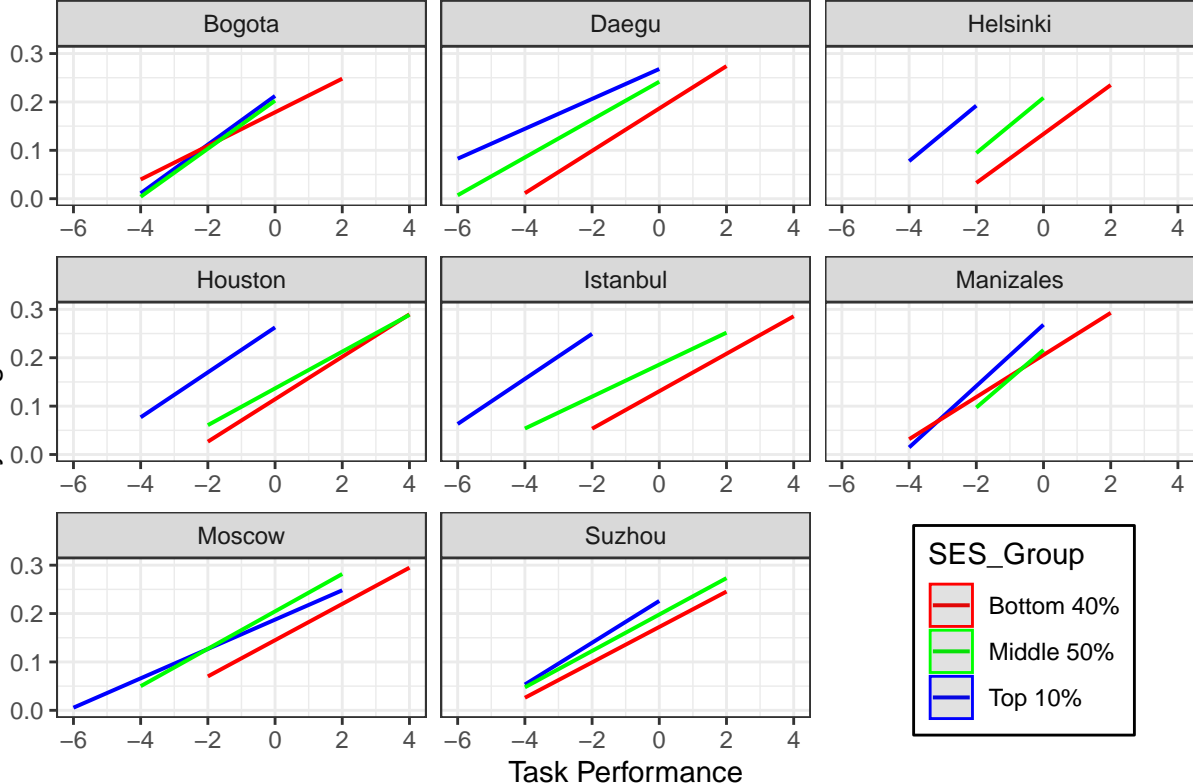 Bogota Daegu Helsinki
0.3
0.2
0.1
0.0
−6 −4 −2 0 2 4 −6 −4 −2 0 2 4 −6 −4 −2 0 2 4
Houston Istanbul Manizales
0.3
0.2
0.1
0.0
−6 −4 −2 0 2 4 −6 −4 −2 0 2 4 −6 −4 −2 0 2 4
Moscow Suzhou
0.3
0.2
0.1
0.0
−6 −4 −2 0 2 4 −6 −4 −2 0 2 4
Task Performance
SES_Group
Bottom 40%
Middle 50%
Top 10%